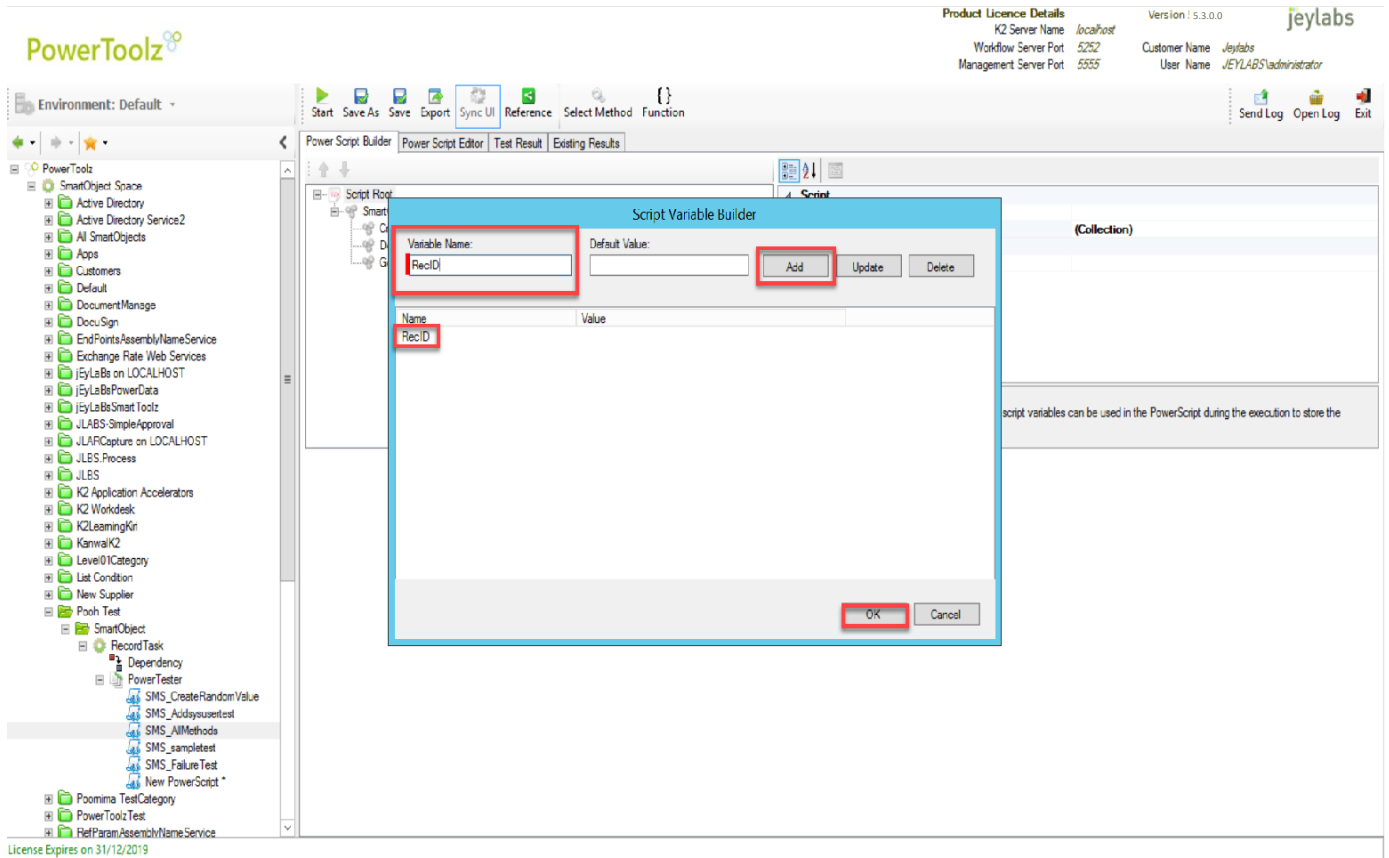 Product Licence Details
K2 Server Name localhost
Workflow Server Port 5252
Management Server Port 5555
Version : 5.3.0.0
Customer Name Jeylabs
User Name JEYLABS\administrator
jeylabs
PowerToolz
Environment: Default
Start Save As Save Export Sync UI Reference Select Method Function
Send Log Open Log Exit
Power Script Builder Power Script Editor Test Result Existing Results
PowerToolz
SmartObject Space
Active Directory
Active Directory Service2
All SmartObjects
Apps
Customers
Default
DocumentManage
DocuSign
EndPointsAssemblyNameService
Exchange Rate Web Services
jEyLaBs on LOCALHOST
jEyLaBsPowerData
jEyLaBsSmartToolz
JLABS-SimpleApproval
JLARCapture on LOCALHOST
JLBS.Process
JLBS
K2 Application Accelerators
K2 Workdesk
K2LearningKiri
KanwalK2
Level01Category
List Condition
New Supplier
Pooh Test
SmartObject
RecordTask
Dependency
PowerTester
SMS_CreateRandomValue
SMS_Addsysusertest
SMS_AllMethods
SMS_sampletest
SMS_FailureTest
New PowerScript *
Poornima TestCategory
PowerToolzTest
RefParamAssemblyNameService
Script Root
Smart
Script
(Collection)
Script Variable Builder
Variable Name:
Default Value:
RecID
Add Update Delete
Name Value
RecID
OK Cancel
script variables can be used in the PowerScript during the execution to store the
License Expires on 31/12/2019